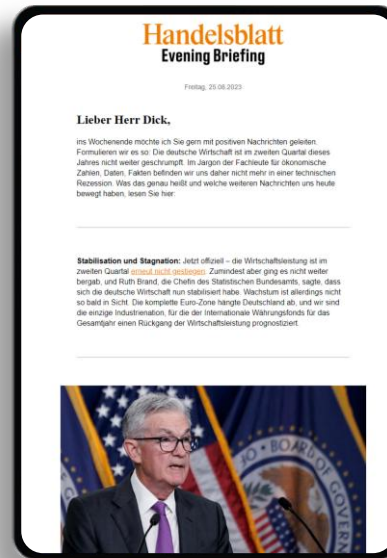 Handelsblatt
Evening Briefing
Freitag, 25.08.2023
Lieber Herr Dick,
ins Wochenende möchte ich Sie gern mit positiven Nachrichten geleiten.
Formulieren wir es so: Die deutsche Wirtschaft ist im zweiten Quartal dieses
Jahres nicht weiter geschrumpft. Im Jargon der Fachleute für ökonomische
Zahlen, Daten, Fakten befinden wir uns daher nicht mehr in einer technischen
Rezession. Was das genau heißt und welche weiteren Nachrichten uns heute
bewegt haben, lesen Sie hier:
Stabilisation und Stagnation: Jetzt offiziell – die Wirtschaftsleistung ist im
zweiten Quartal erneut nicht gestiegen. Zumindest aber ging es nicht weiter
bergab, und Ruth Brand, die Chefin des Statistischen Bundesamts, sagte, dass
sich die deutsche Wirtschaft nun stabilisiert habe. Wachstum ist allerdings nicht
so bald in Sicht. Die komplette Euro-Zone hängte Deutschland ab, und wir sind
die einzige Industrienation, für die der Internationale Währungsfonds für das
Gesamtjahr einen Rückgang der Wirtschaftsleistung prognostiziert.
BOARD OF GOVERN